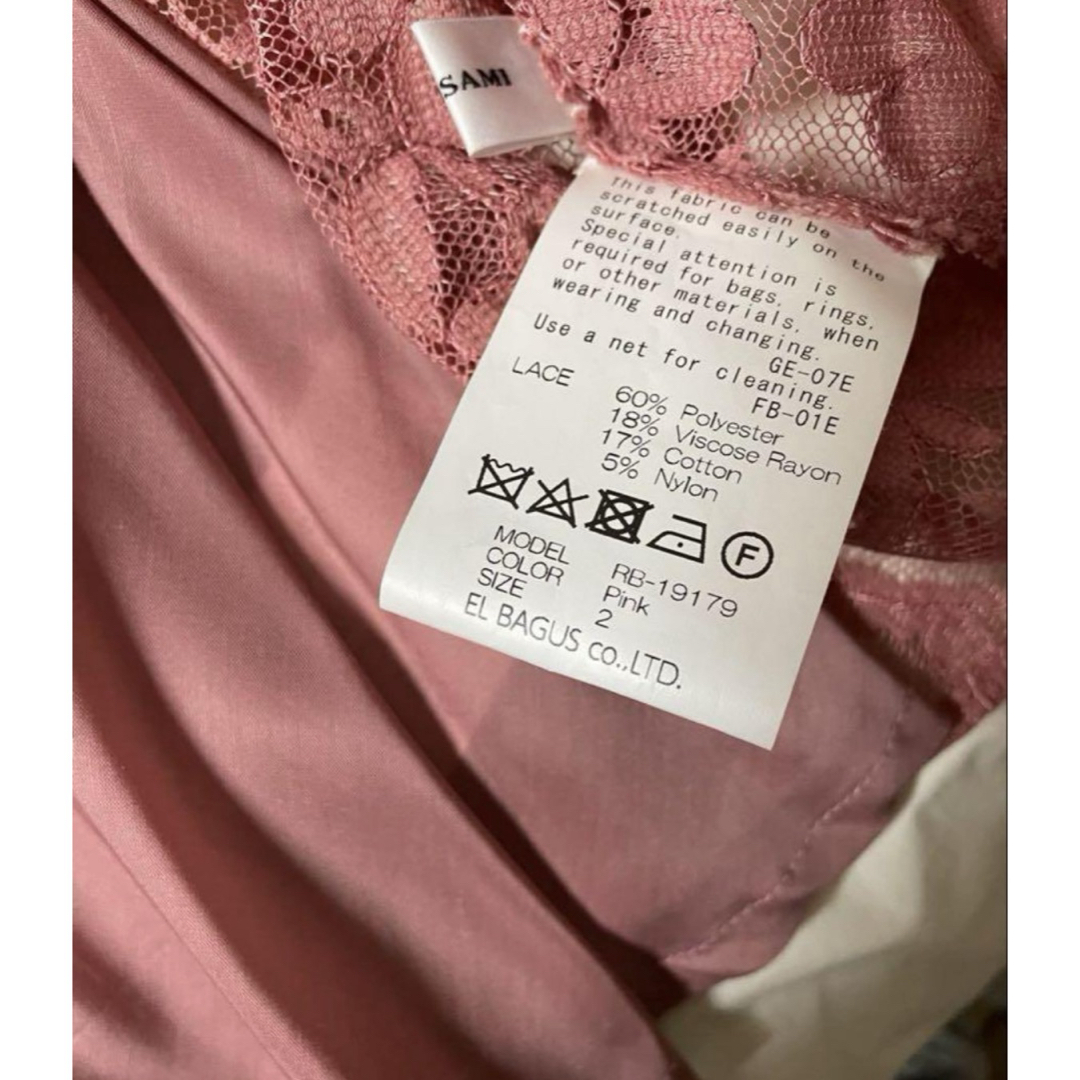 SAMI
This fabric can be
scratched easily on the
surface.
Special attention is
required for bags, rings,
or other materials, when
wearing and changing.
GE-07E
Use a net for cleaning.
FB-01E
LACE
60% Polyester
18% Viscose Rayon
17% Cotton
5% Nylon
F
MODEL RB-19179
COLOR Pink
SIZE 2
EL BAGUS CO.,LTD.